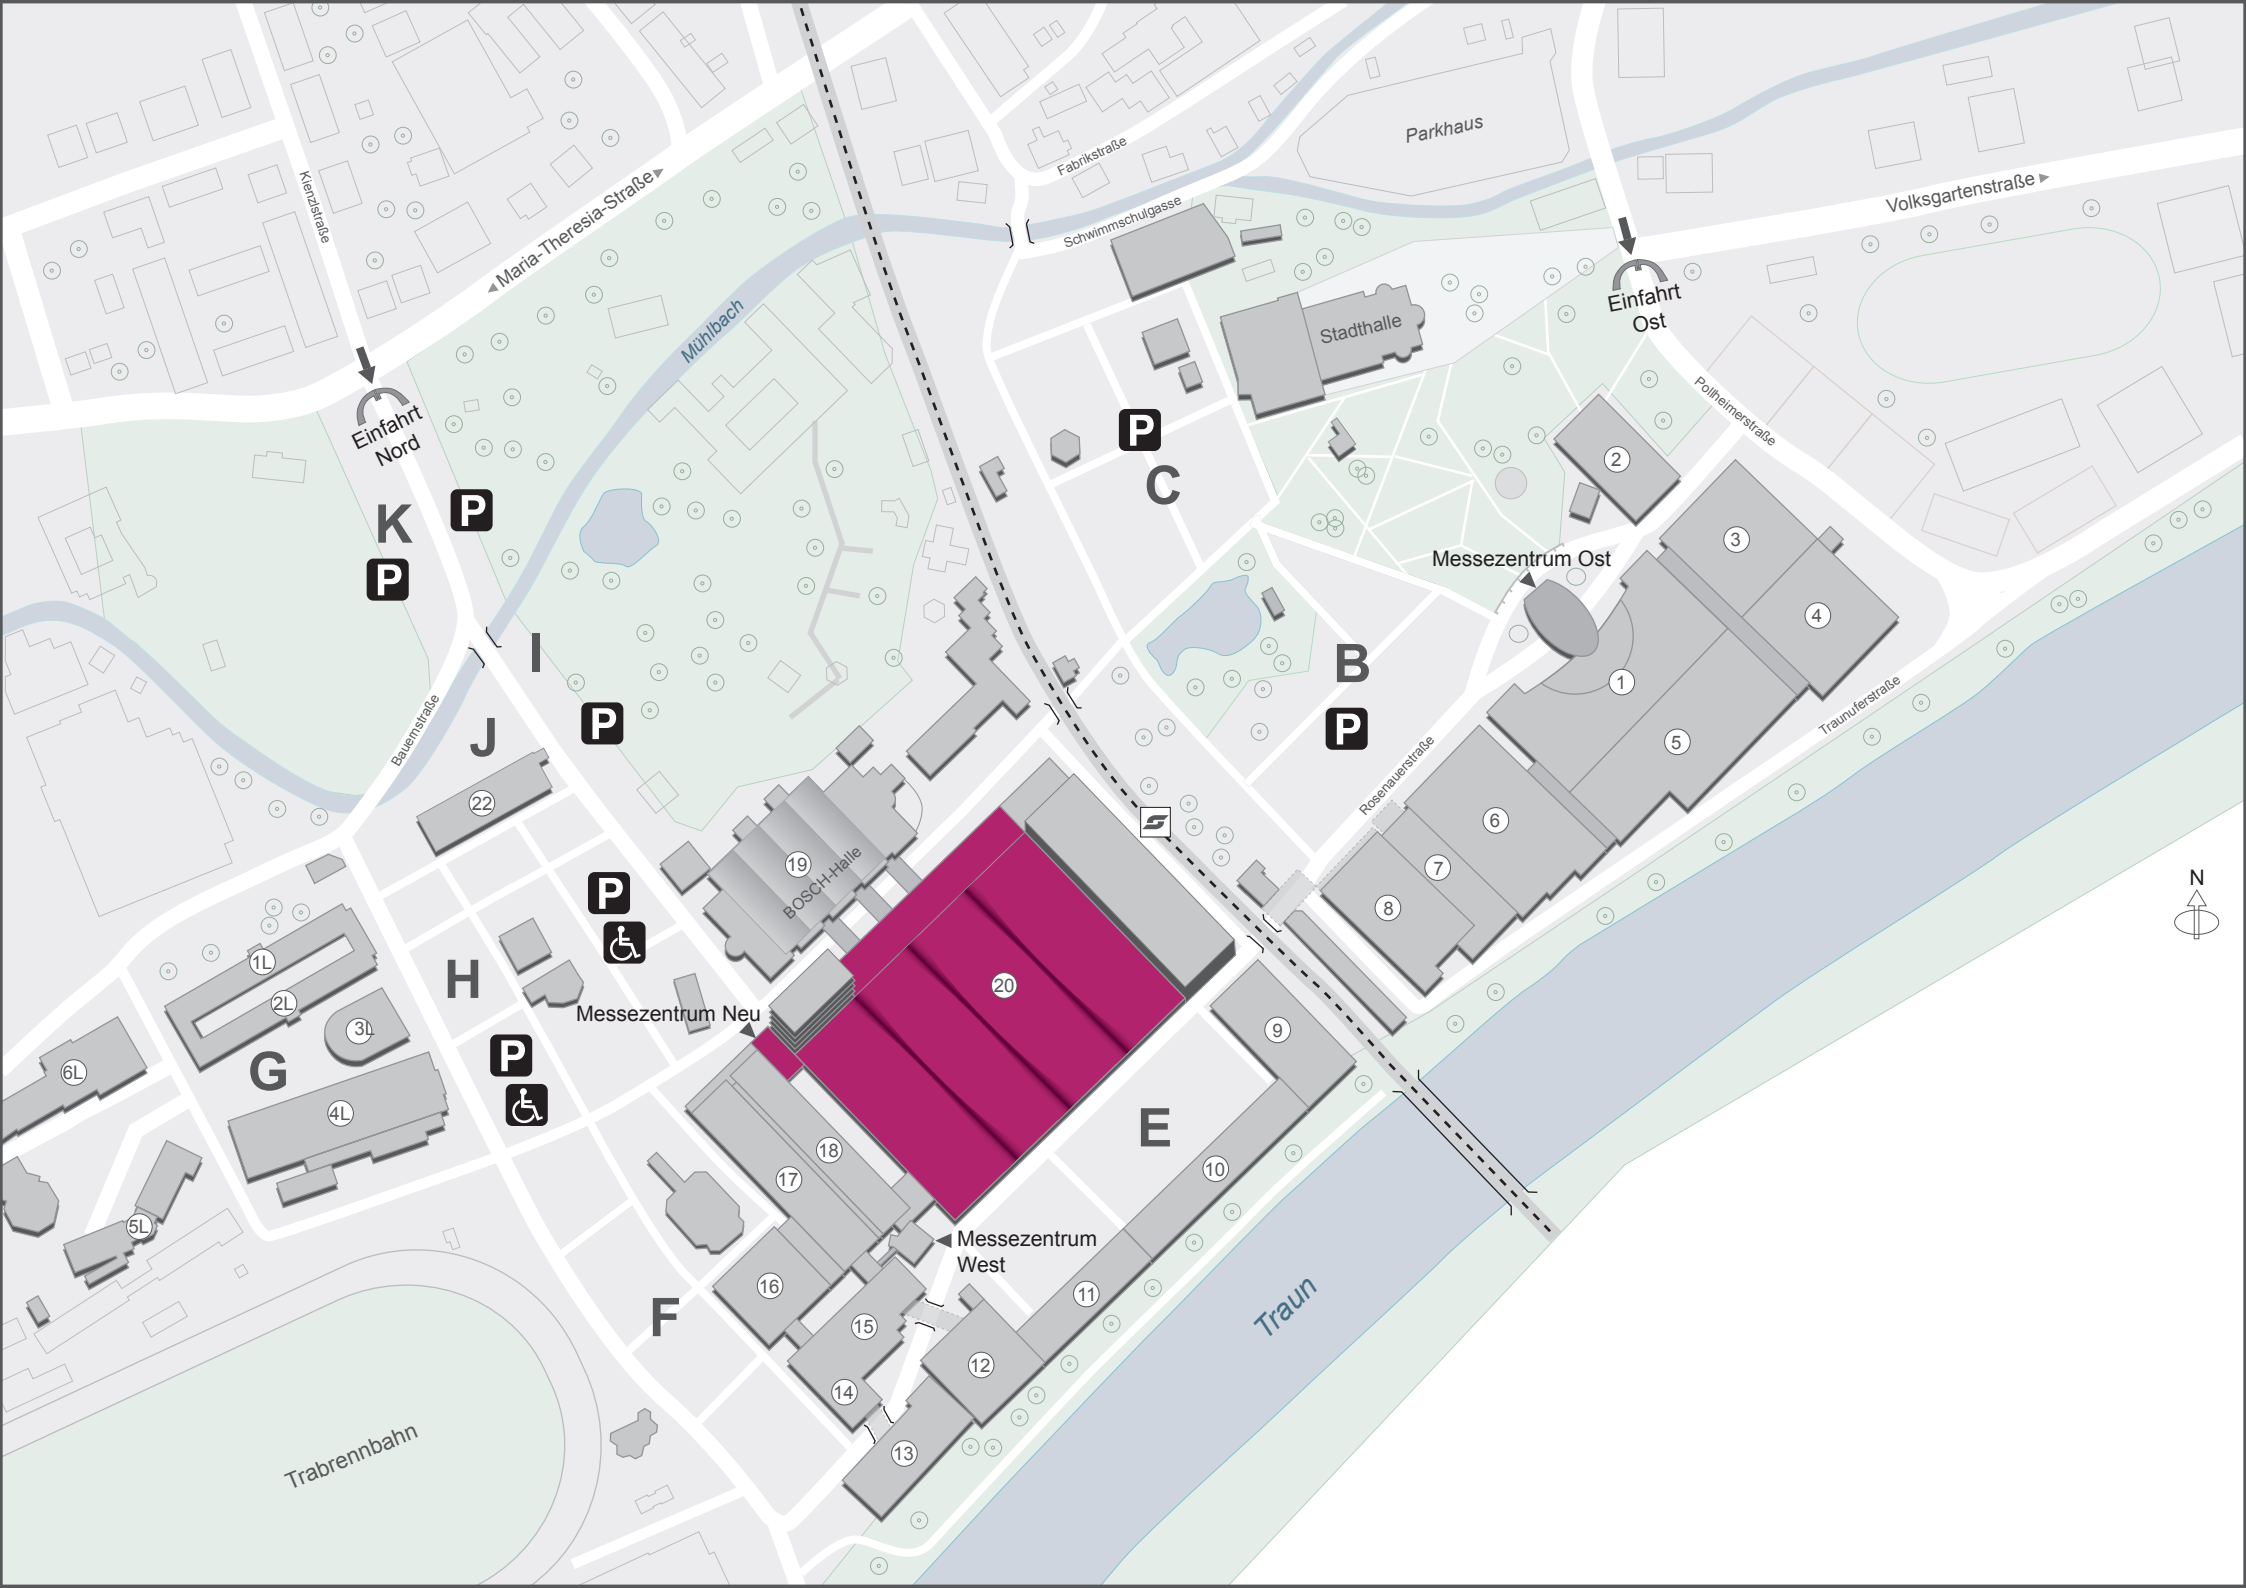 Parkhaus
Fabrikstraße
Kienzlstraße
Maria-Theresia-Straße
Volksgartenstraße
Schwimmschulgasse
Einfahrt
Ost
Mühlbach
Stadthalle
Pollheimerstraße
Einfahrt
Nord
P
C
2
K
P
P
3
Messezentrum Ost
4
I
B
1
P
P
J
Bauernstraße
Traunuferstraße
5
Rosenauerstraße
22
6
19
BOSCH-Halle
7
8
N
P
1L
H
20
2L
Messezentrum Neu
3L
9
P
G
6L
4L
E
18
17
10
5L
Messezentrum
West
16
11
F
15
Traun
12
14
13
Trabrennbahn